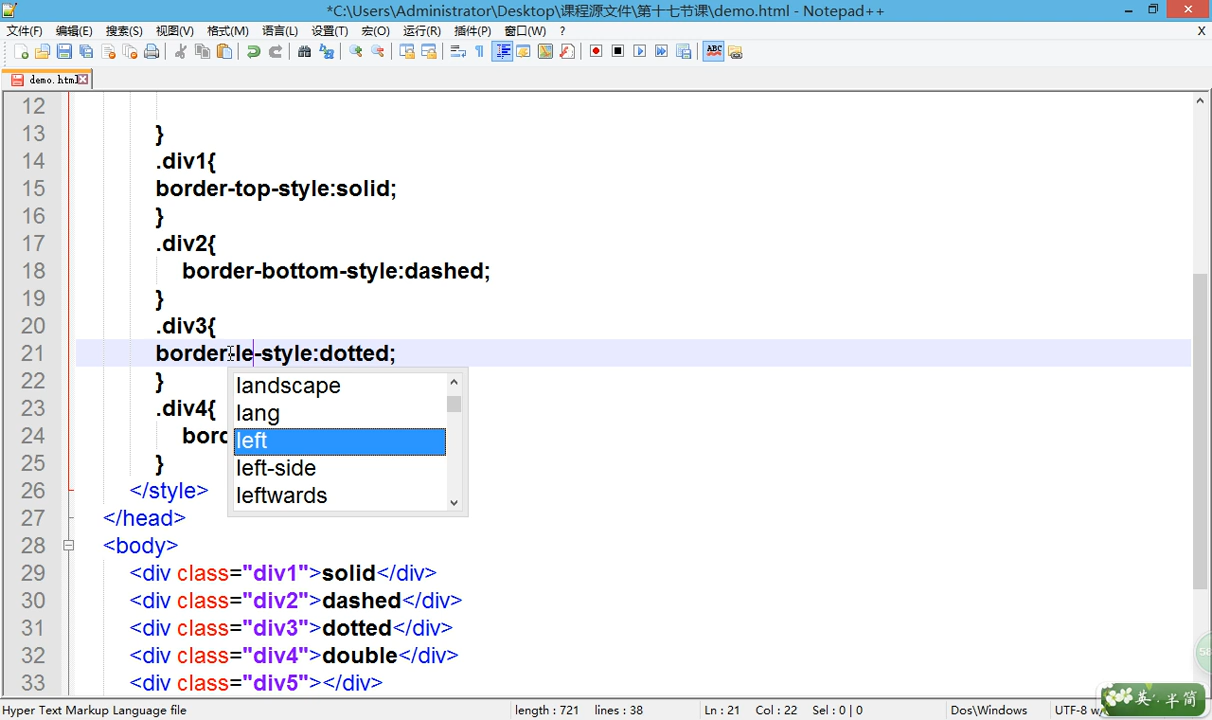 *C:\Users\Administrator\Desktop\课程源文件\第十七节课\demo.html - Notepad++
文件(F) 编辑(E) 搜索(S) 视图(V) 格式(M) 语言(L) 设置(T) 宏(O) 运行(R) 插件(P) 窗口(W) ? X
demo.html
12
13 }
14 .div1{
15 border-top-style:solid;
16 }
17 .div2{
18 border-bottom-style:dashed;
19 }
20 .div3{
21 border-le-style:dotted;
22 }
23 .div4{
24 bord
25 }
26 </style>
27 </head>
28 <body>
29 <div class="div1">solid</div>
30 <div class="div2">dashed</div>
31 <div class="div3">dotted</div>
32 <div class="div4">double</div>
33 <div class="div5"></div>
landscape
lang
left
left-side
leftwards
Hyper Text Markup Language file length : 721 lines : 38 Ln : 21 Col : 22 Sel : 0 | 0 Dos\Windows UTF-8 w/
英 半 简